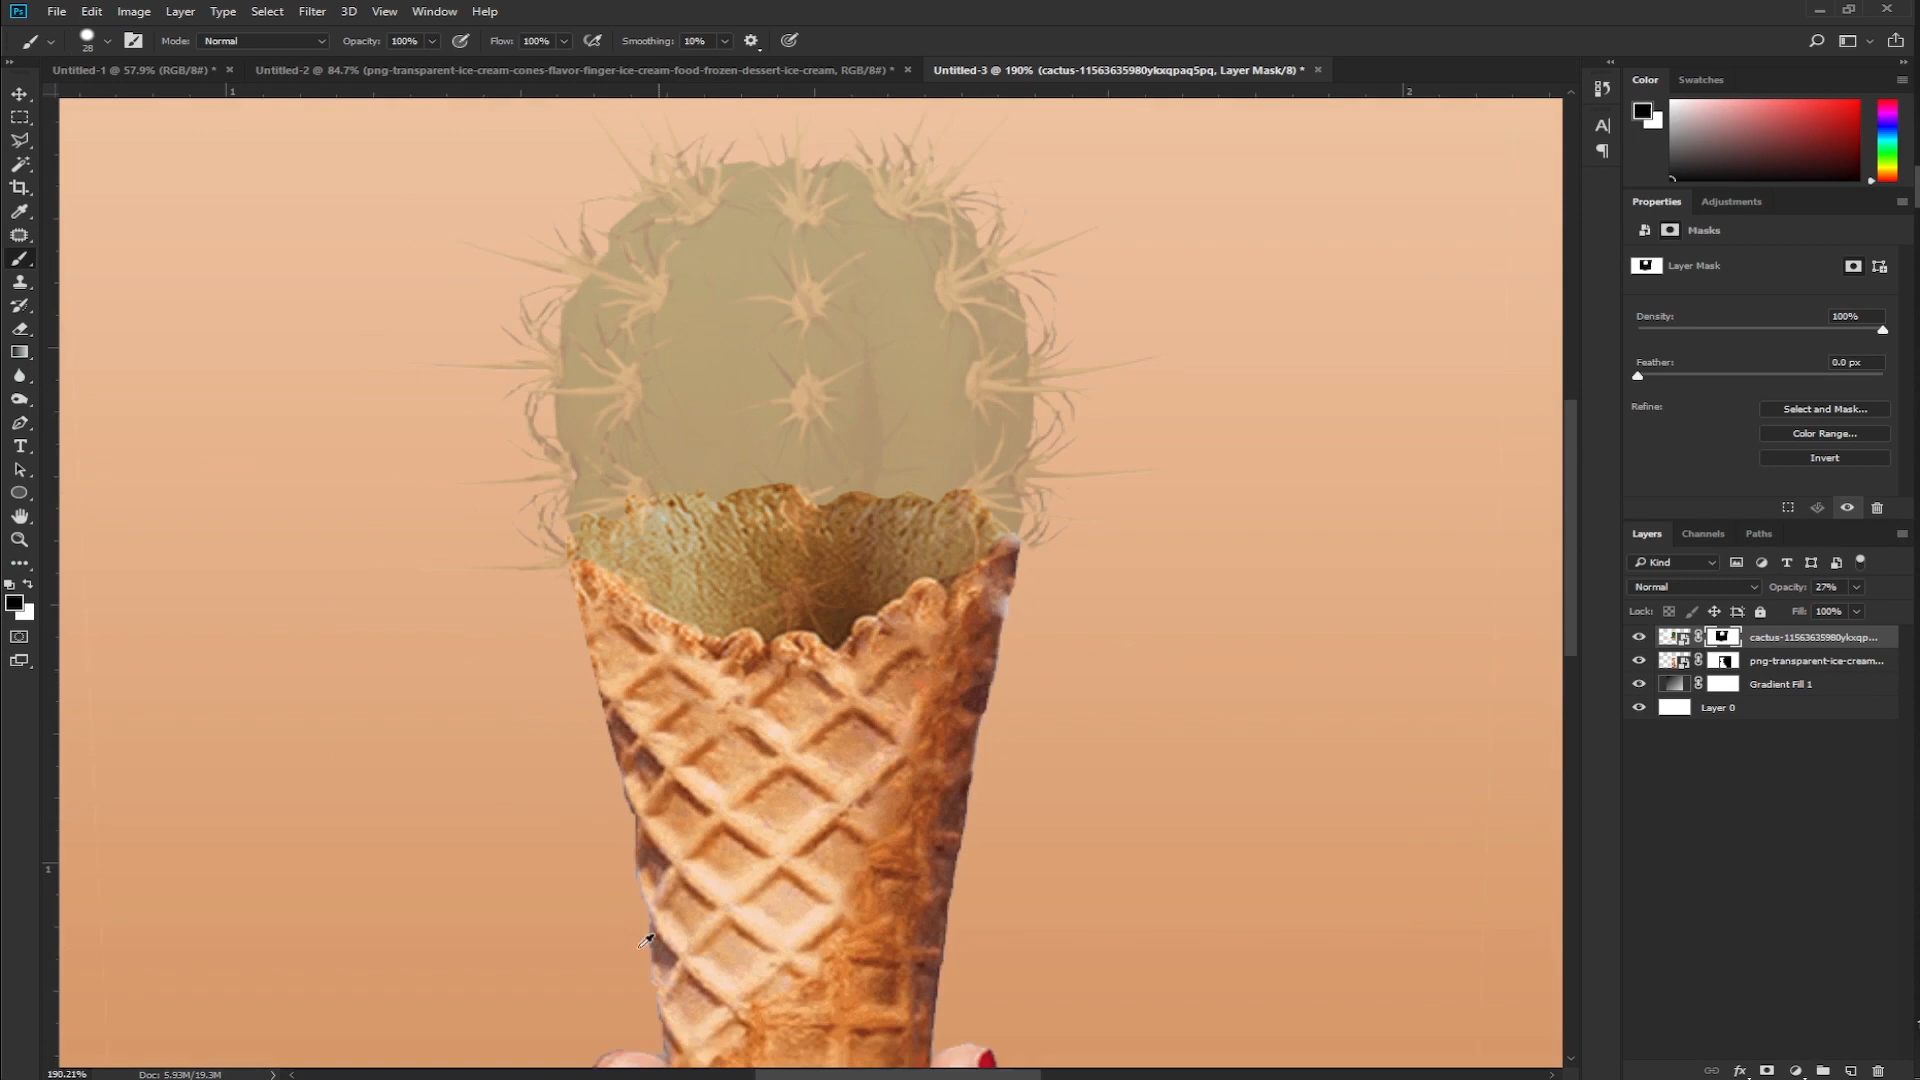 Ps File Edit Image Layer Type Select Filter 3D View Window Help
28 Mode: Normal Opacity: 100% Flow: 100% Smoothing: 10%
Untitled-1 @ 57.9% (RGB/8#) * Untitled-2 @ 84.7% (png-transparent-ice-cream-cones-flavor-finger-ice-cream-food-frozen-dessert-ice-cream, RGB/8#) * Untitled-3 @ 190% (cactus-11563635980ykxqpaq5pq, Layer Mask/8) *
1 2
1
Color Swatches
Properties Adjustments
Masks
Layer Mask
Density: 100%
Feather: 0.0 px
Refine: Select and Mask...
Color Range...
Invert
Layers Channels Paths
Kind
Normal Opacity: 27%
Lock: Fill: 100%
cactus-11563635980ykxqp...
png-transparent-ice-cream...
Gradient Fill 1
Layer 0
190.21% Doc: 5.93M/19.3M